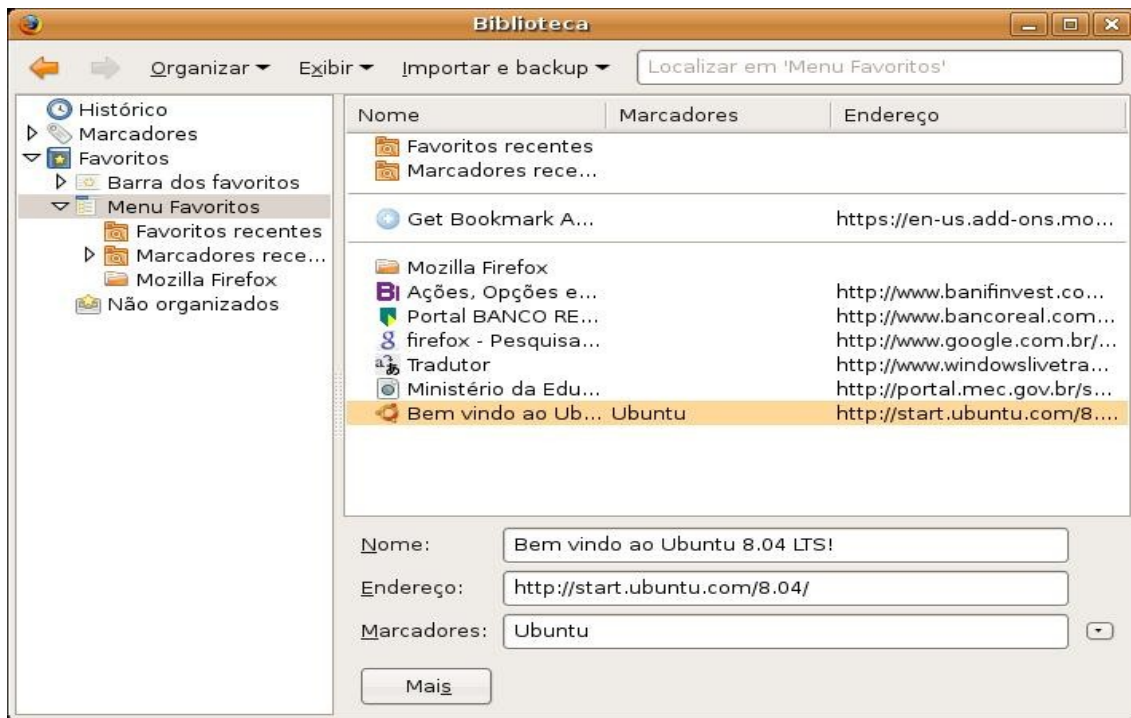 Biblioteca
Organizar Exibir Importar e backup Localizar em 'Menu Favoritos'
Histórico
Marcadores
Favoritos
Barra dos favoritos
Menu Favoritos
Favoritos recentes
Marcadores rece...
Mozilla Firefox
Não organizados
Nome Marcadores Endereço
Favoritos recentes
Marcadores rece...
Get Bookmark A... https://en-us.add-ons.mo...
Mozilla Firefox
Ações, Opções e... http://www.banifinvest.co...
Portal BANCO RE... http://www.bancoreal.com...
firefox - Pesquisa... http://www.google.com.br/...
Tradutor http://www.windowslivetra...
Ministério da Edu... http://portal.mec.gov.br/s...
Bem vindo ao Ub... Ubuntu http://start.ubuntu.com/8....
Nome: Bem vindo ao Ubuntu 8.04 LTS!
Endereço: http://start.ubuntu.com/8.04/
Marcadores: Ubuntu
Mais